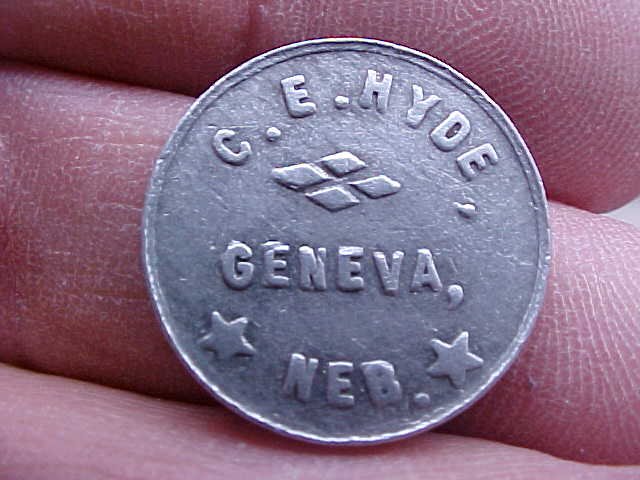 C. E. HYDE,
GENEVA,
NEB.